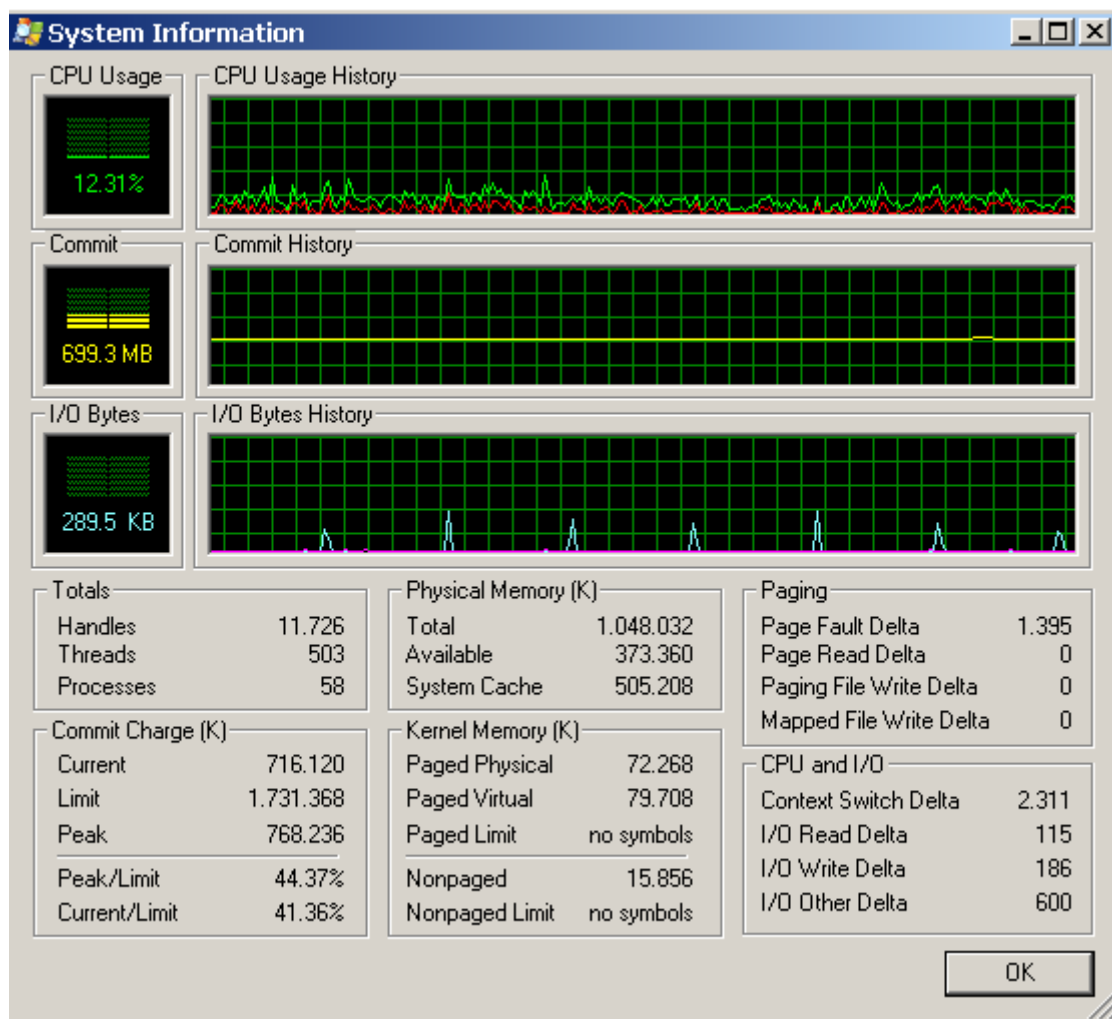 System Information
CPU Usage
CPU Usage History
12.31%
Commit
Commit History
699.3 MB
I/O Bytes
I/O Bytes History
289.5 KB
Totals
Handles 11.726
Threads 503
Processes 58
Commit Charge (K)
Current 716.120
Limit 1.731.368
Peak 768.236
Peak/Limit 44.37%
Current/Limit 41.36%
Physical Memory (K)
Total 1.048.032
Available 373.360
System Cache 505.208
Kernel Memory (K)
Paged Physical 72.268
Paged Virtual 79.708
Paged Limit no symbols
Nonpaged 15.856
Nonpaged Limit no symbols
Paging
Page Fault Delta 1.395
Page Read Delta 0
Paging File Write Delta 0
Mapped File Write Delta 0
CPU and I/O
Context Switch Delta 2.311
I/O Read Delta 115
I/O Write Delta 186
I/O Other Delta 600
OK